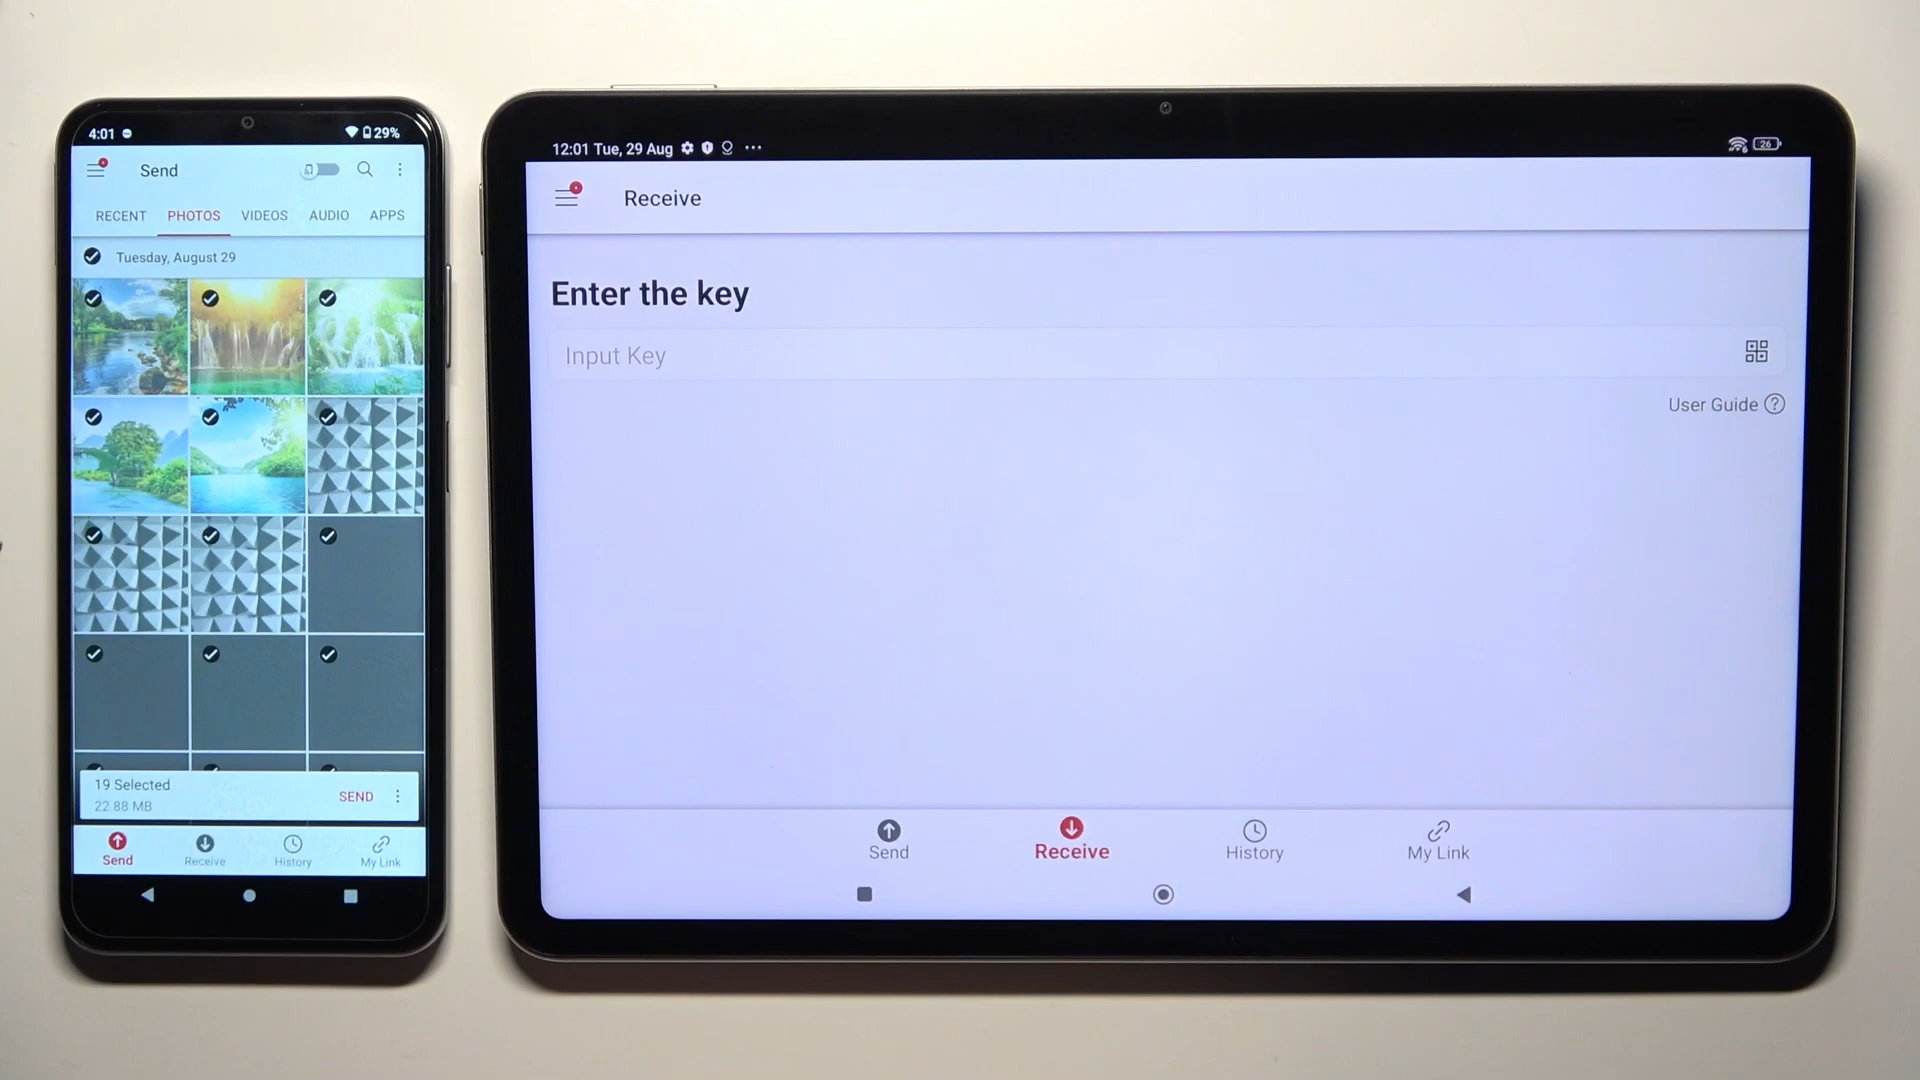 4:01
29%
Send
RECENT PHOTOS VIDEOS AUDIO APPS
Tuesday, August 29
19 Selected
22.88 MB
SEND
Send Receive History My Link
12:01 Tue, 29 Aug
26
Receive
Enter the key
Input Key
User Guide ?
Send Receive History My Link